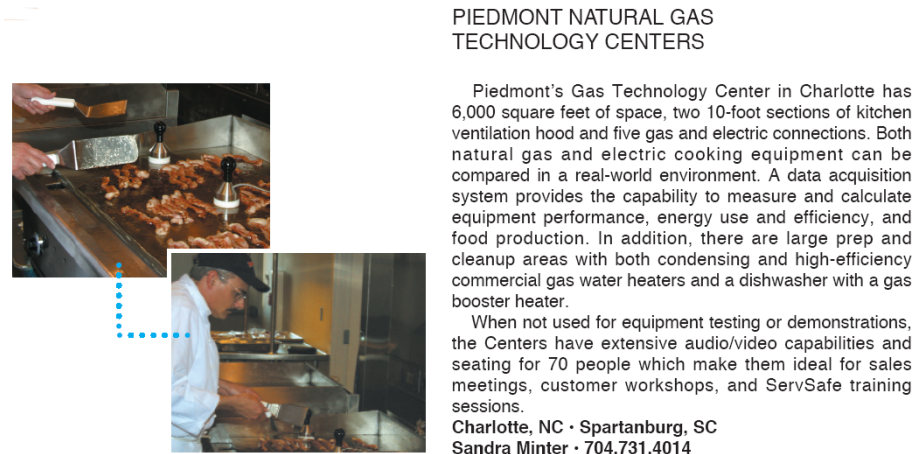 PIEDMONT NATURAL GAS
TECHNOLOGY CENTERS
Piedmont's Gas Technology Center in Charlotte has
6,000 square feet of space, two 10-foot sections of kitchen
ventilation hood and five gas and electric connections. Both
natural gas and electric cooking equipment can be
compared in a real-world environment. A data acquisition
system provides the capability to measure and calculate
equipment performance, energy use and efficiency, and
food production. In addition, there are large prep and
cleanup areas with both condensing and high-efficiency
commercial gas water heaters and a dishwasher with a gas
booster heater.
When not used for equipment testing or demonstrations,
the Centers have extensive audio/video capabilities and
seating for 70 people which make them ideal for sales
meetings, customer workshops, and ServSafe training
sessions.
Charlotte, NC • Spartanburg, SC
Sandra Minter • 704.731.4014